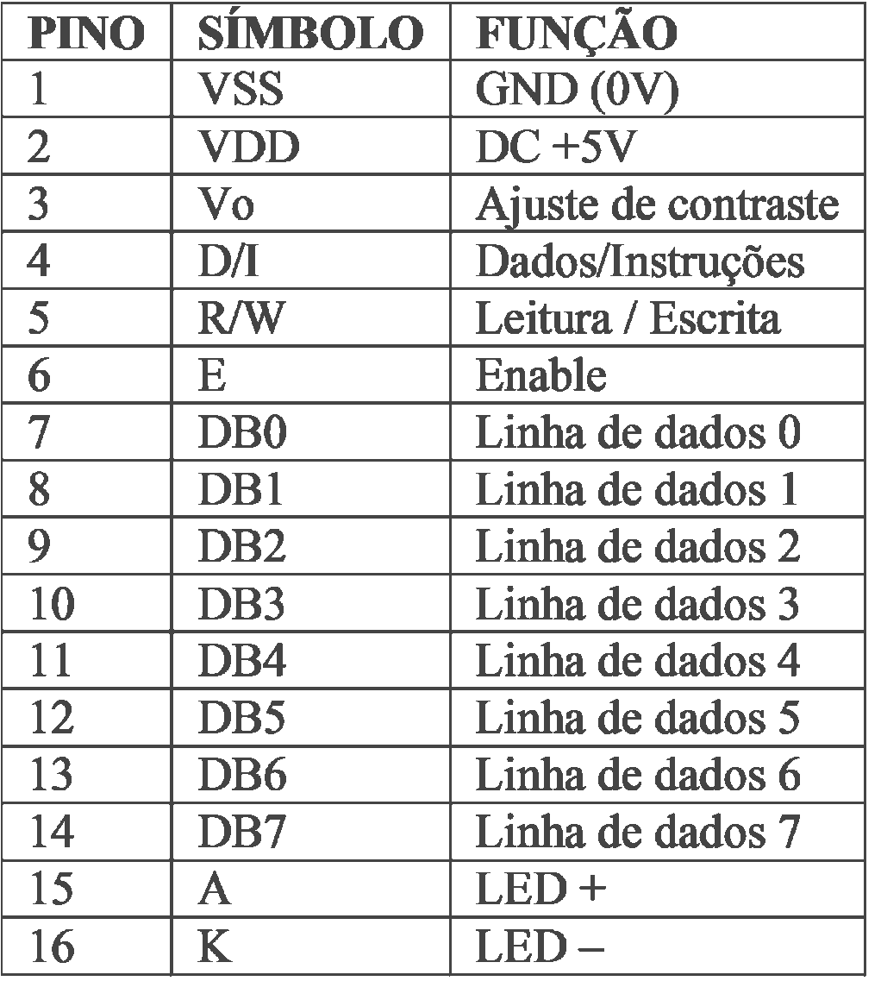 PINO SÍMBOLO FUNÇÃO
1 VSS GND (0V)
2 VDD DC +5V
3 Vo Ajuste de contraste
4 D/I Dados/Instruções
5 R/W Leitura / Escrita
6 E Enable
7 DB0 Linha de dados 0
8 DB1 Linha de dados 1
9 DB2 Linha de dados 2
10 DB3 Linha de dados 3
11 DB4 Linha de dados 4
12 DB5 Linha de dados 5
13 DB6 Linha de dados 6
14 DB7 Linha de dados 7
15 A LED +
16 K LED –